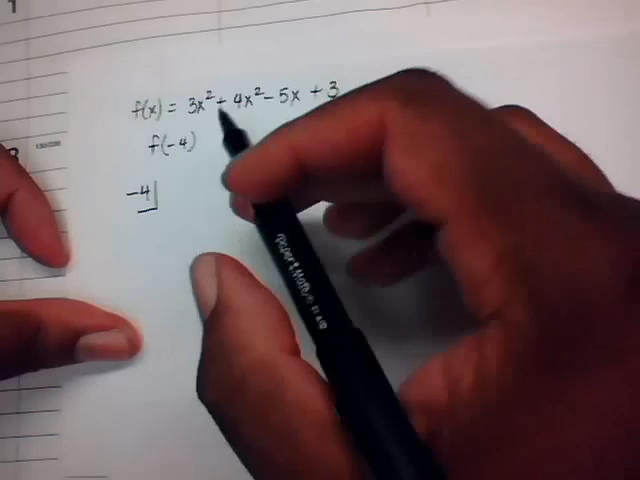 f(x) = 3x² + 4x² - 5x + 3
f(-4)
-4